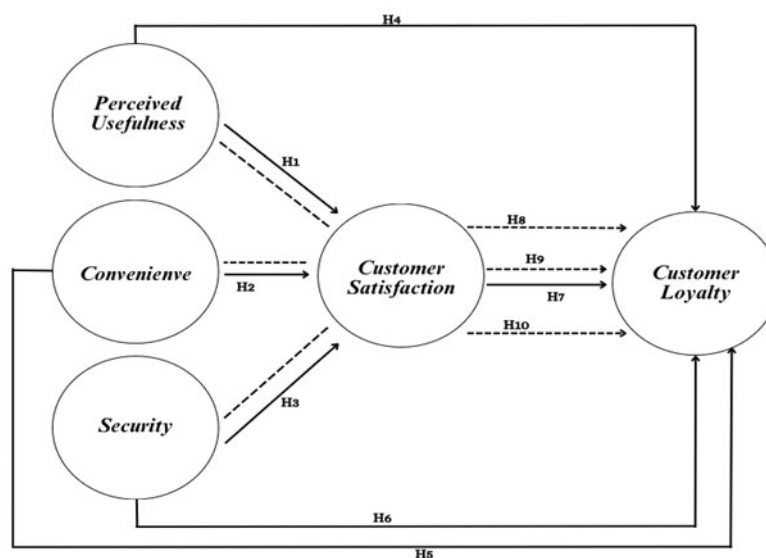 H4
Perceived
Usefulness
H1
H8
Convenienve
H2
Customer
Satisfaction
H9
H7
Customer
Loyalty
H10
H3
Security
H6
H5